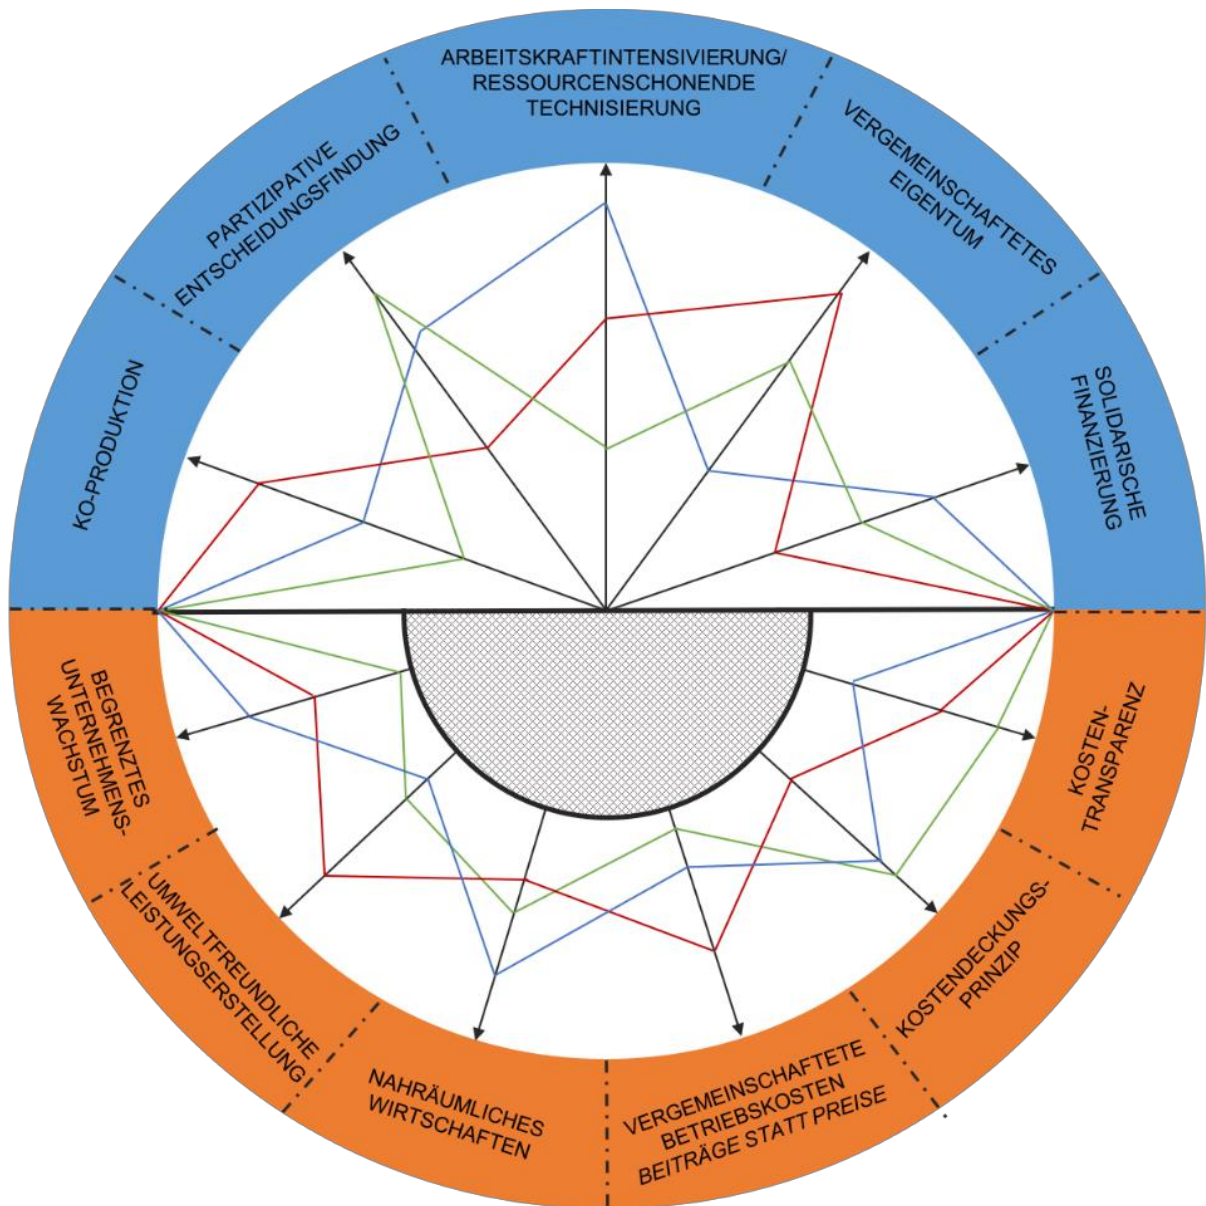 ARBEITSKRAFTINTENSIVIERUNG/
RESSOURCENSCHONENDE
TECHNISIERUNG
VERGEMEINSCHAFTETES
EIGENTUM
SOLIDARISCHE
FINANZIERUNG
KOSTEN-
TRANSPARENZ
KOSTENDECKUNGS-
PRINZIP
VERGEMEINSCHAFTETE
BETRIEBSKOSTEN
BEITRÄGE STATT PREISE
NAHRÄUMLICHES
WIRTSCHAFTEN
UMWELTFREUNDLICHE
LEISTUNGSERSTELLUNG
BEGRENZTES
UNTERNEHMENS-
WACHSTUM
KO-PRODUKTION
PARTIZIPATIVE
ENTSCHEIDUNGSFINDUNG